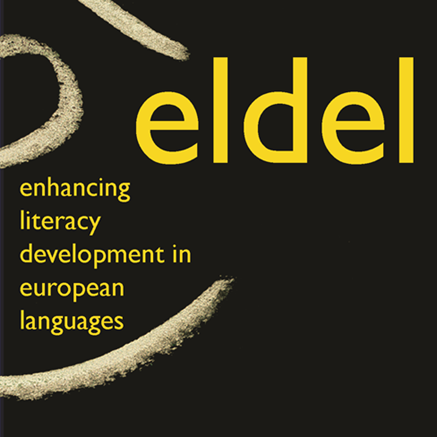 eldel
enhancing
literacy
development in
european
languages